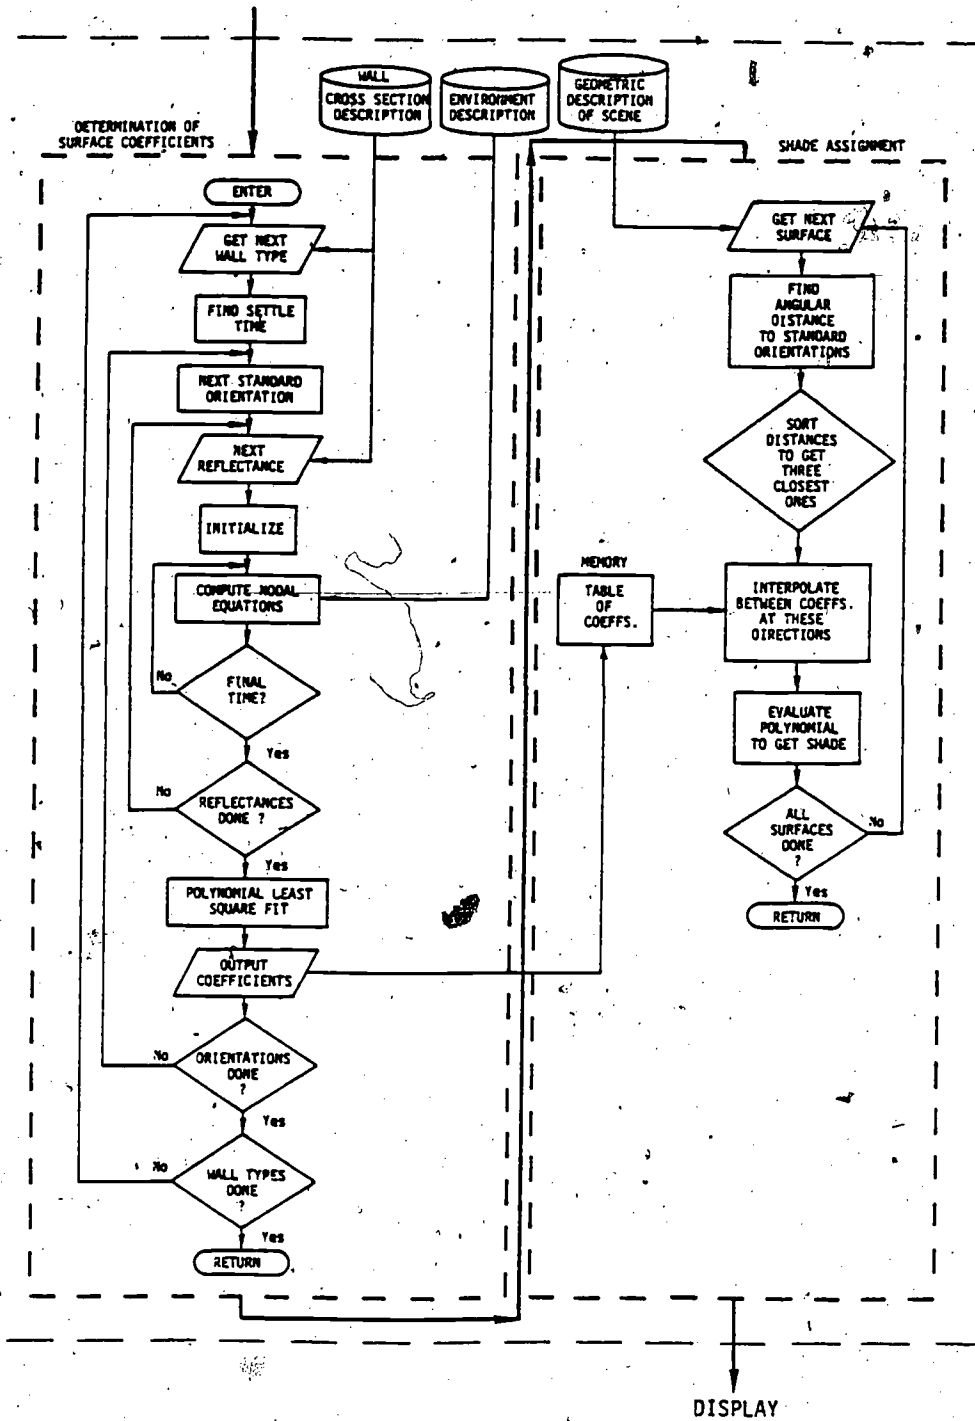 WALL
CROSS SECTION
DESCRIPTION
ENVIRONMENT
DESCRIPTION
GEOMETRIC
DESCRIPTION
OF SCENE
DETERMINATION OF
SURFACE COEFFICIENTS
ENTER
GET NEXT
WALL TYPE
FIND SETTLE
TIME
NEXT STANDARD
ORIENTATION
NEXT
REFLECTANCE
INITIALIZE
COMPUTE NODAL
EQUATIONS
FINAL
TIME?
No
Yes
REFLECTANCES
DONE ?
No
Yes
POLYNOMIAL LEAST
SQUARE FIT
OUTPUT
COEFFICIENTS
ORIENTATIONS
DONE
?
No
Yes
WALL TYPES
DONE
?
No
Yes
RETURN
MEMORY
TABLE
OF
COEFFS.
SHADE ASSIGNMENT
GET NEXT
SURFACE
FIND
ANGULAR
DISTANCE
TO STANDARD
ORIENTATIONS
SORT
DISTANCES
TO GET
THREE
CLOSEST
ONES
INTERPOLATE
BETWEEN COEFFS.
AT THESE
DIRECTIONS
EVALUATE
POLYNOMIAL
TO GET SHADE
ALL
SURFACES
DONE
?
No
Yes
RETURN
DISPLAY